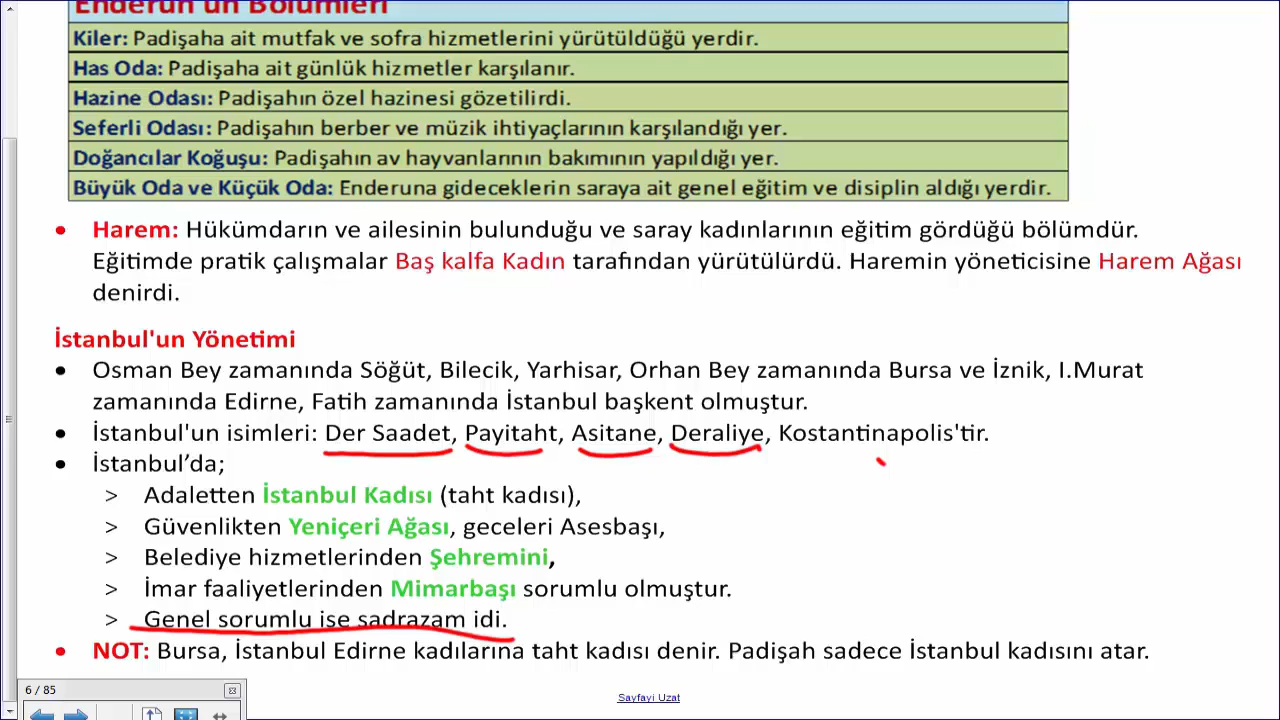 Enderun'un Bölümleri
Kiler: Padişaha ait mutfak ve sofra hizmetlerini yürütüldüğü yerdir.
Has Oda: Padişaha ait günlük hizmetler karşılanır.
Hazine Odası: Padişahın özel hazinesi gözetilirdi.
Seferli Odası: Padişahın berber ve müzik ihtiyaçlarının karşılandığı yer.
Doğancılar Koğuşu: Padişahın av hayvanlarının bakımının yapıldığı yer.
Büyük Oda ve Küçük Oda: Enderuna gideceklerin saraya ait genel eğitim ve disiplin aldığı yerdir.
• Harem: Hükümdarın ve ailesinin bulunduğu ve saray kadınlarının eğitim gördüğü bölümdür.
Eğitimde pratik çalışmalar Baş kalfa Kadın tarafından yürütülürdü. Haremin yöneticisine Harem Ağası
denirdi.
İstanbul'un Yönetimi
• Osman Bey zamanında Söğüt, Bilecik, Yarhisar, Orhan Bey zamanında Bursa ve İznik, I.Murat
zamanında Edirne, Fatih zamanında İstanbul başkent olmuştur.
• İstanbul'un isimleri: Der Saadet, Payitaht, Asitane, Deraliye, Kostantinapolis'tir.
• İstanbul’da;
> Adaletten İstanbul Kadısı (taht kadısı),
> Güvenlikten Yeniçeri Ağası, geceleri Asesbaşı,
> Belediye hizmetlerinden Şehremini,
> İmar faaliyetlerinden Mimarbaşı sorumlu olmuştur.
> Genel sorumlu ise sadrazam idi.
• NOT: Bursa, İstanbul Edirne kadılarına taht kadısı denir. Padişah sadece İstanbul kadısını atar.
6 / 85
Sayfayi Uzat